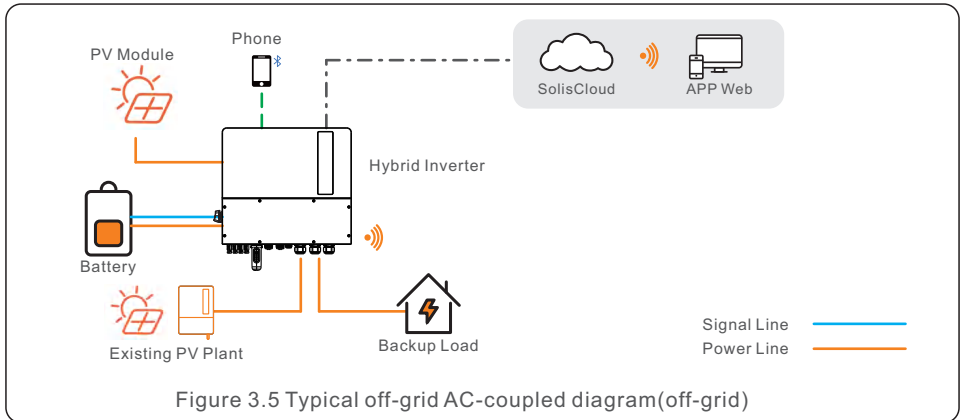 Phone
PV Module
SolisCloud
APP Web
Hybrid Inverter
Battery
Existing PV Plant
Backup Load
Signal Line
Power Line
Figure 3.5 Typical off-grid AC-coupled diagram(off-grid)